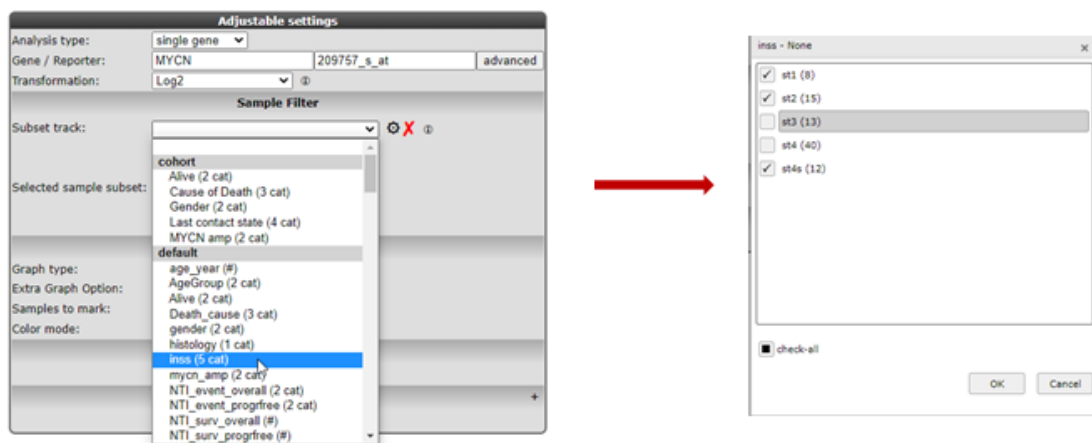 Adjustable settings
Analysis type: single gene
Gene / Reporter: MYCN 209757_s_at advanced
Transformation: Log2
Sample Filter
Subset track:
cohort
Alive (2 cat)
Cause of Death (3 cat)
Selected sample subset:
Gender (2 cat)
Last contact state (4 cat)
MYCN amp (2 cat)
default
Graph type: age_year (#)
AgeGroup (2 cat)
Extra Graph Option:
Alive (2 cat)
Samples to mark: Death_cause (3 cat)
Color mode: gender (2 cat)
histology (1 cat)
inss (5 cat)
mycn_amp (2 cat)
NTI_event_overall (2 cat)
NTI_event_progrfree (2 cat)
NTI_surv_overall (#)
NTI_surv_progrfree (#)
+
inss - None
st1 (8)
st2 (15)
st3 (13)
st4 (40)
st4s (12)
check-all
OK Cancel